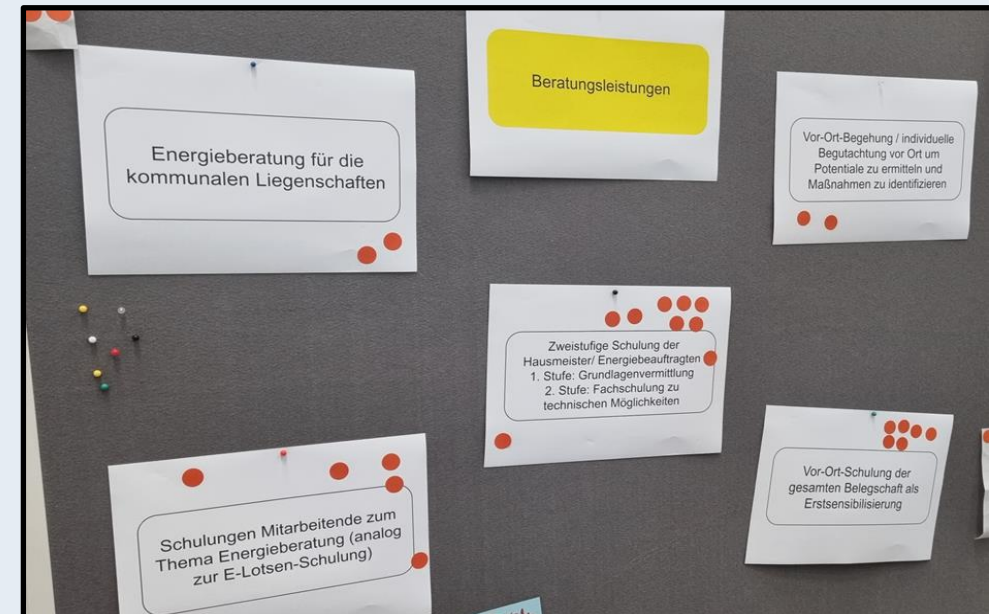 Beratungsleistungen
Energieberatung für die
kommunalen Liegenschaften
Vor-Ort-Begehung / individuelle
Begutachtung vor Ort um
Potentiale zu ermitteln und
Maßnahmen zu identifizieren
Zweistufige Schulung der
Hausmeister/ Energiebeauftragten
1. Stufe: Grundlagenvermittlung
2. Stufe: Fachschulung zu
technischen Möglichkeiten
Schulungen Mitarbeitende zum
Thema Energieberatung (analog
zur E-Lotsen-Schulung)
Vor-Ort-Schulung der
gesamten Belegschaft als
Erstsensibilisierung